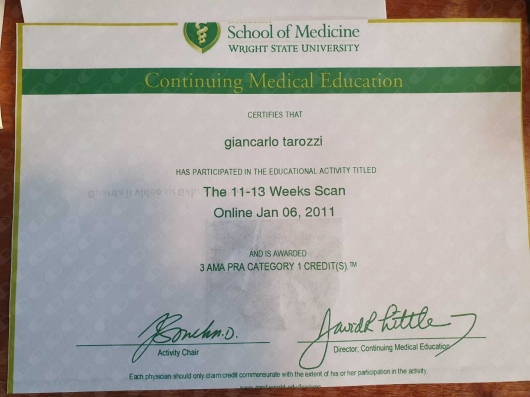 School of Medicine
WRIGHT STATE UNIVERSITY
Continuing Medical Education
CERTIFIES THAT
giancarlo tarozzi
HAS PARTICIPATED IN THE EDUCATIONAL ACTIVITY TITLED
The 11-13 Weeks Scan
Online Jan 06, 2011
AND IS AWARDED
3 AMA PRA CATEGORY 1 CREDIT(S).™
David R Little
Activity Chair
Director, Continuing Medical Education
Each physician should only claim credit commensurate with the extent of his or her participation in the activity.